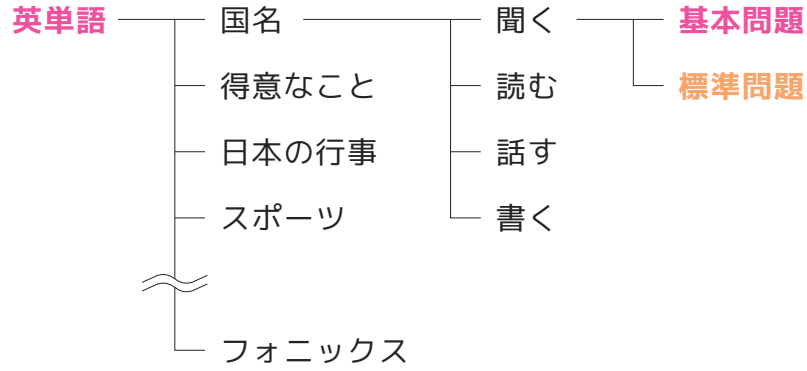 英単語 国名 聞く 基本問題
得意なこと 読む 標準問題
日本の行事 話す
スポーツ 書く
フォニックス